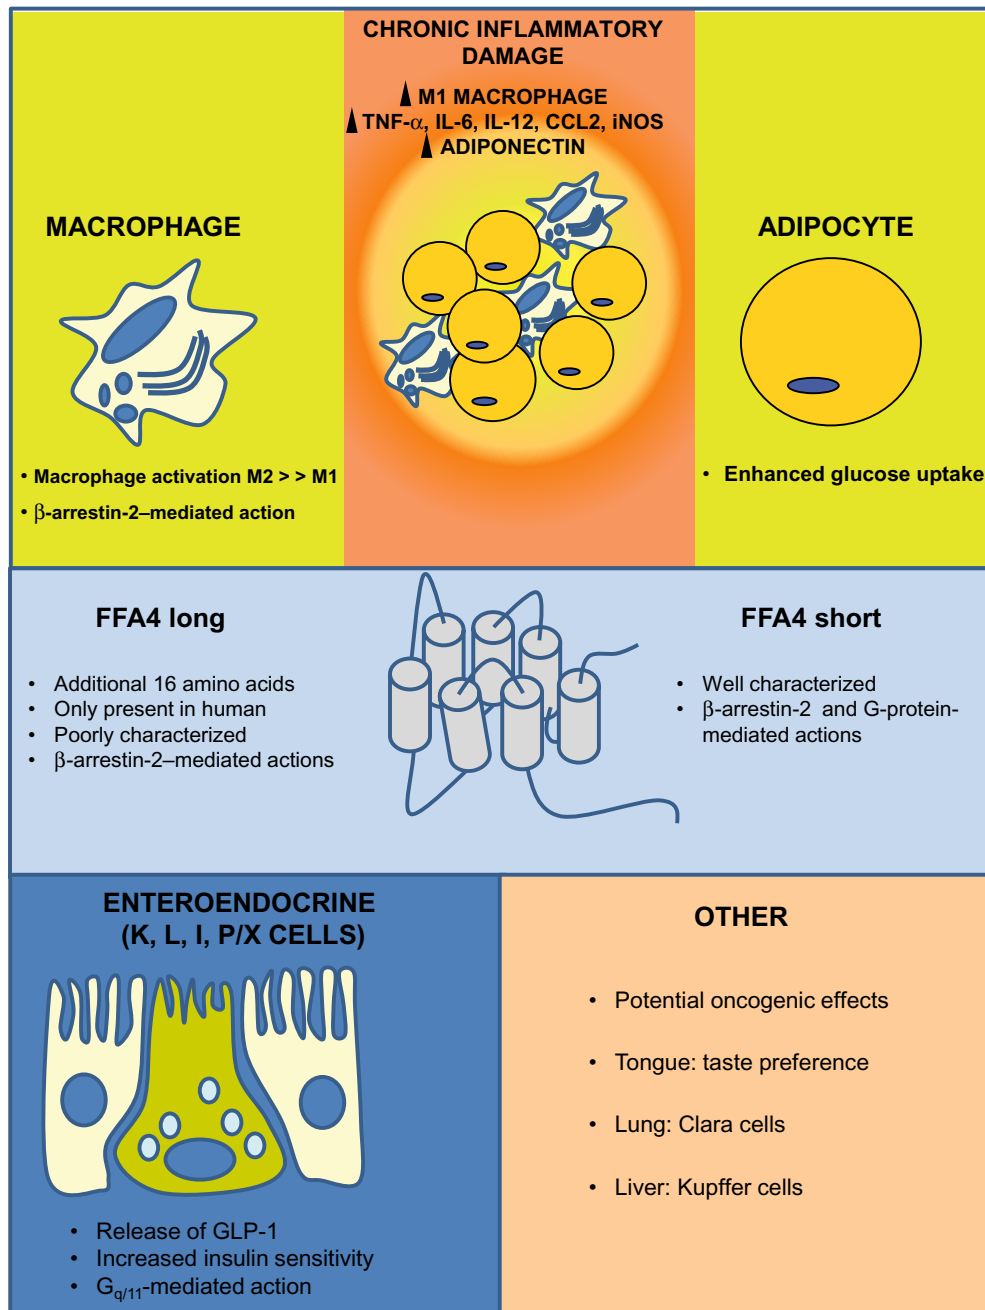 CHRONIC INFLAMMATORY
DAMAGE
M1 MACROPHAGE
TNF-α, IL-6, IL-12, CCL2, iNOS
ADIPONECTIN
MACROPHAGE
• Macrophage activation M2 > > M1
• β-arrestin-2–mediated action
ADIPOCYTE
• Enhanced glucose uptake
FFA4 long
• Additional 16 amino acids
• Only present in human
• Poorly characterized
• β-arrestin-2–mediated actions
FFA4 short
• Well characterized
• β-arrestin-2 and G-protein-
mediated actions
ENTEROENDOCRINE
(K, L, I, P/X CELLS)
• Release of GLP-1
• Increased insulin sensitivity
• Gq/11-mediated action
OTHER
• Potential oncogenic effects
• Tongue: taste preference
• Lung: Clara cells
• Liver: Kupffer cells